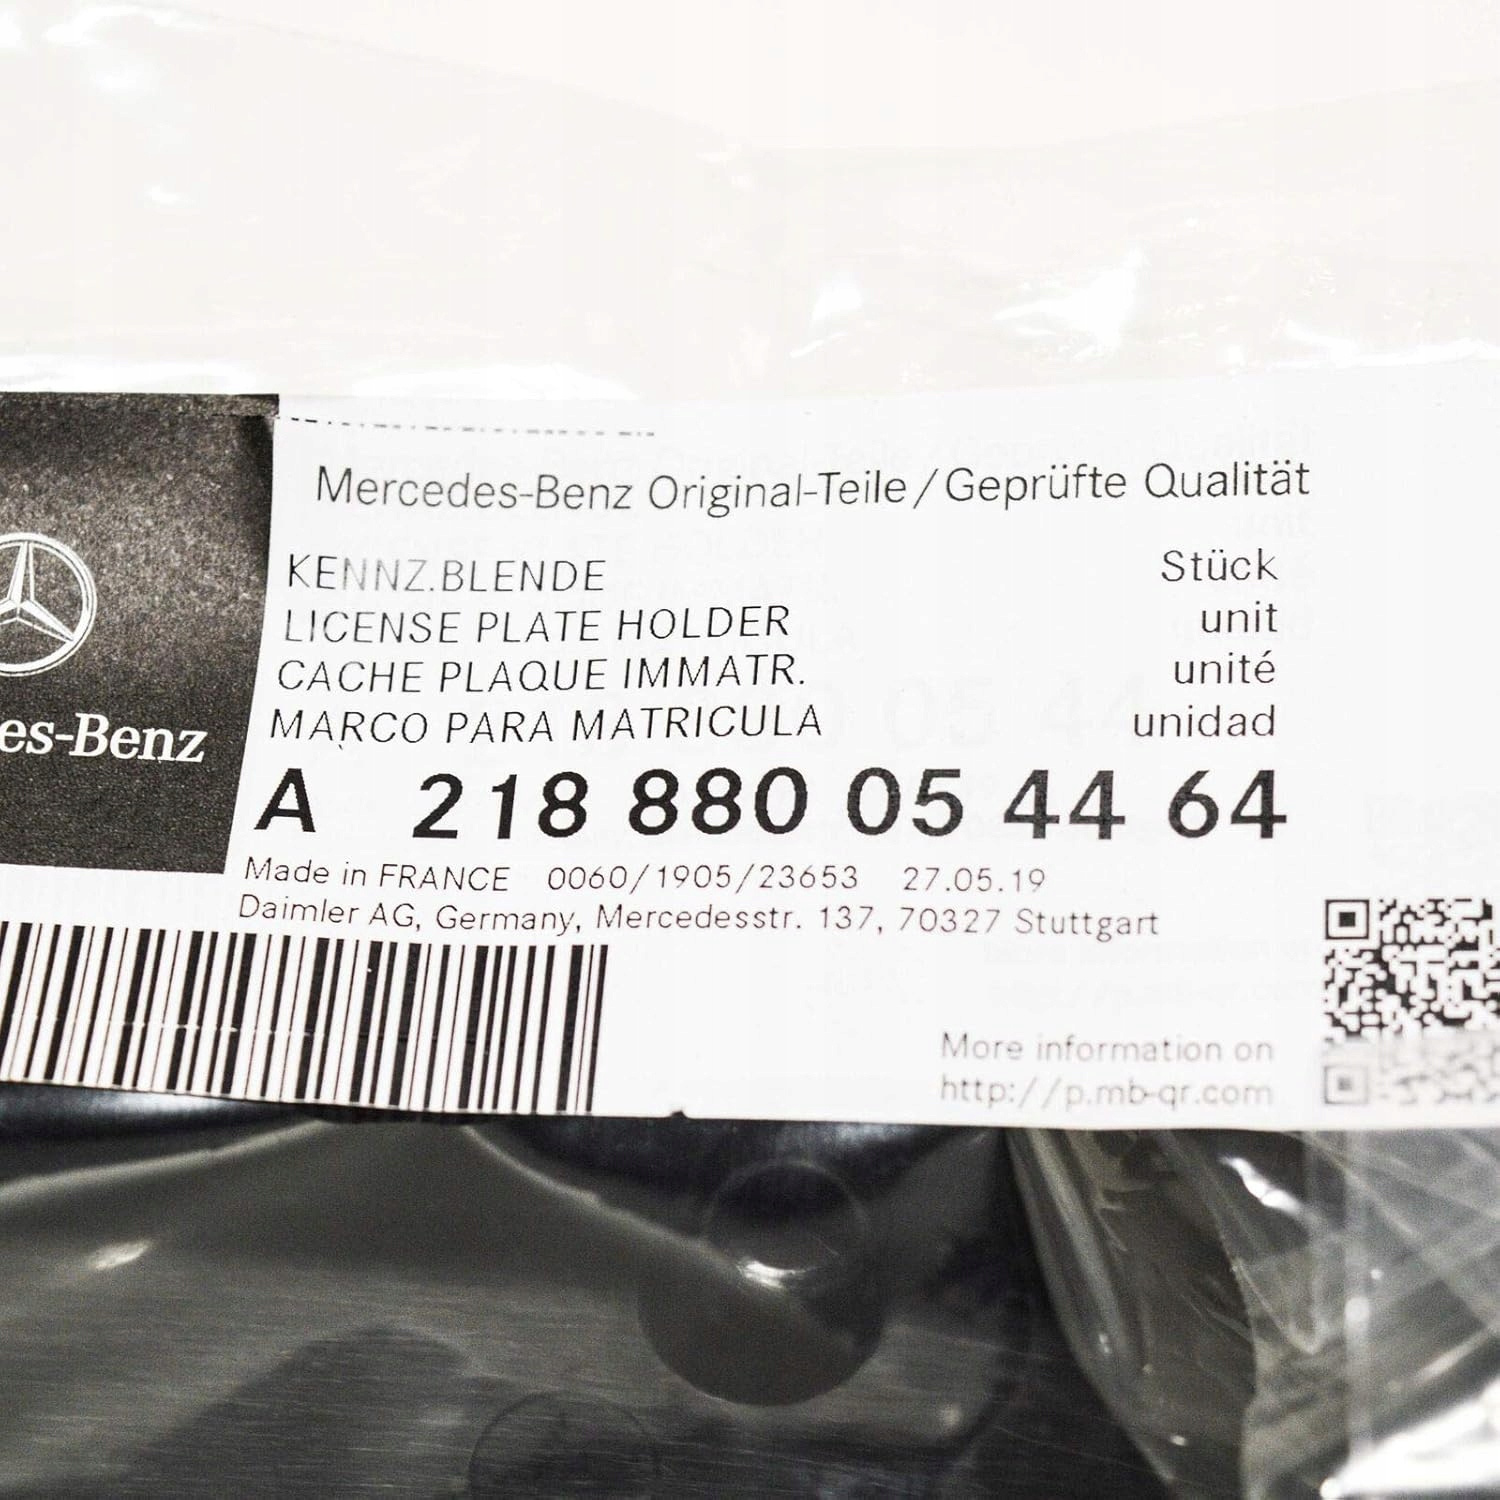 Mercedes-Benz Original-Teile/Geprüfte Qualität
KENNZ.BLENDE Stück
LICENSE PLATE HOLDER unit
CACHE PLAQUE IMMATR. unité
MARCO PARA MATRICULA unidad
es-Benz
A 218 880 05 44 64
Made in FRANCE 0060/1905/23653 27.05.19
Daimler AG, Germany, Mercedesstr. 137, 70327 Stuttgart
More information on
http://p.mb-qr.com